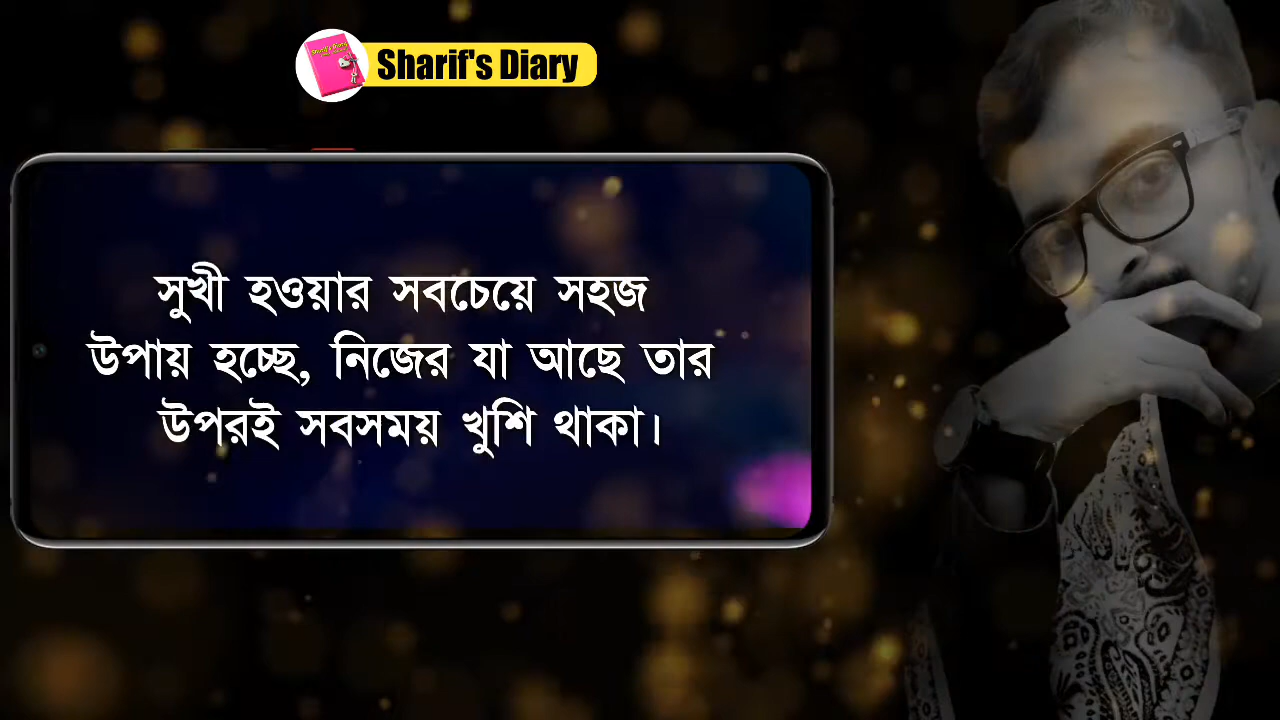 Sharif's Diary
সুখী হওয়ার সবচেয়ে সহজ
উপায় হচ্ছে, নিজের যা আছে তার
উপরই সবসময় খুশি থাকা।